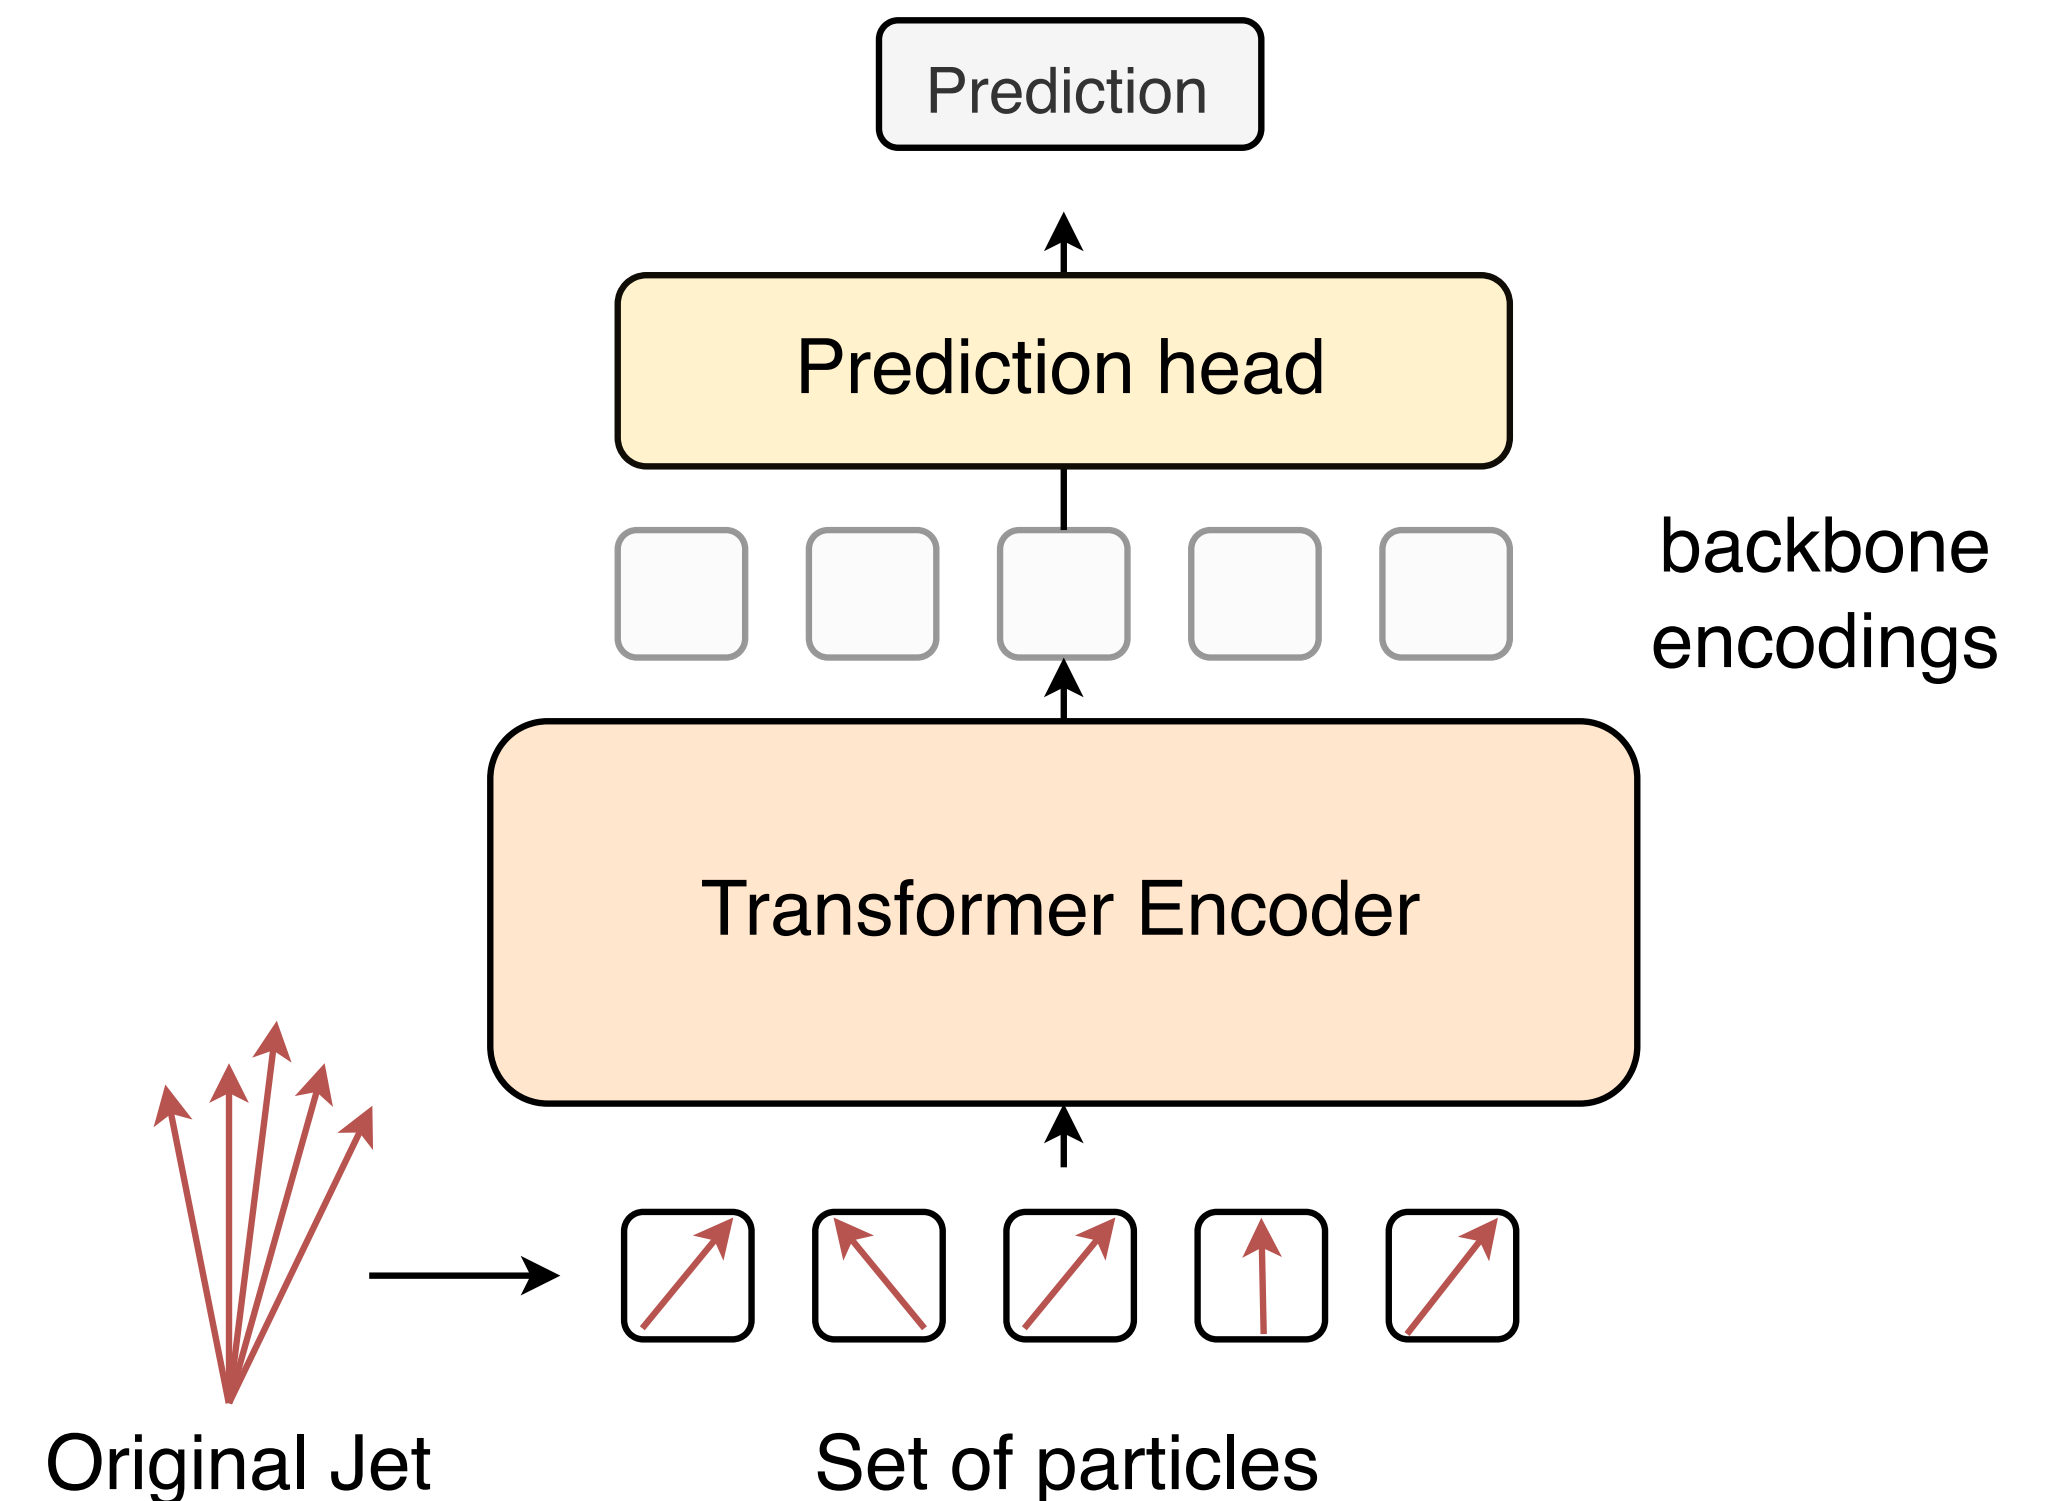 Prediction
Prediction head
backbone
encodings
Transformer Encoder
Original Jet
Set of particles